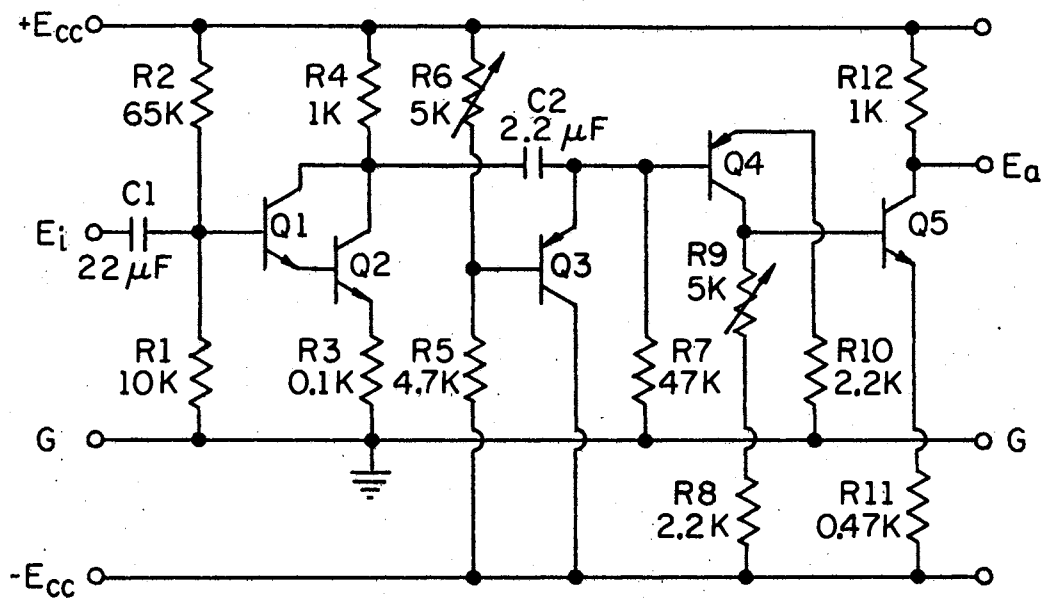 +Ecc
R2
65K
R4
1K
R6
5K
C2
2.2 μF
R12
1K
Q4
Ea
C1
Ei
22 μF
Q1
Q2
Q3
Q5
R9
5K
R1
10K
R3
0.1K
R5
4.7K
R7
47K
R10
2.2K
G
G
R8
2.2K
R11
0.47K
-Ecc